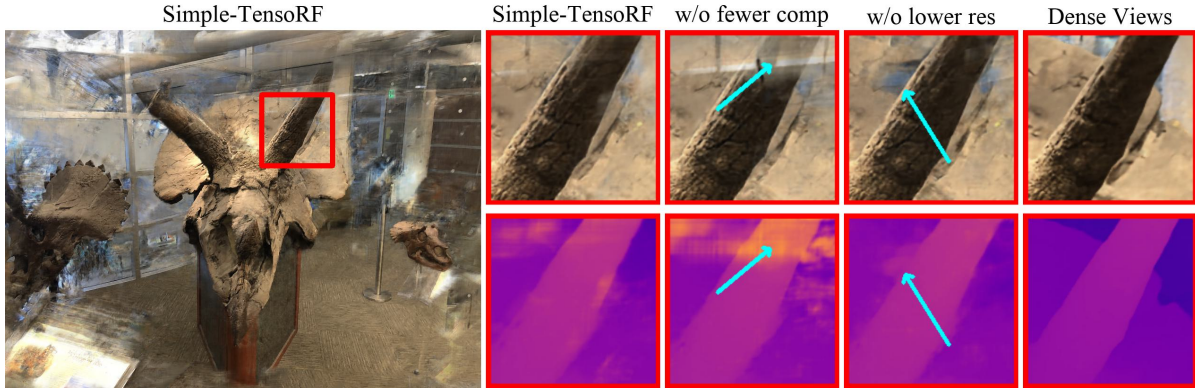 Simple-TensoRF
Simple-TensoRF
w/o fewer comp
w/o lower res
Dense Views